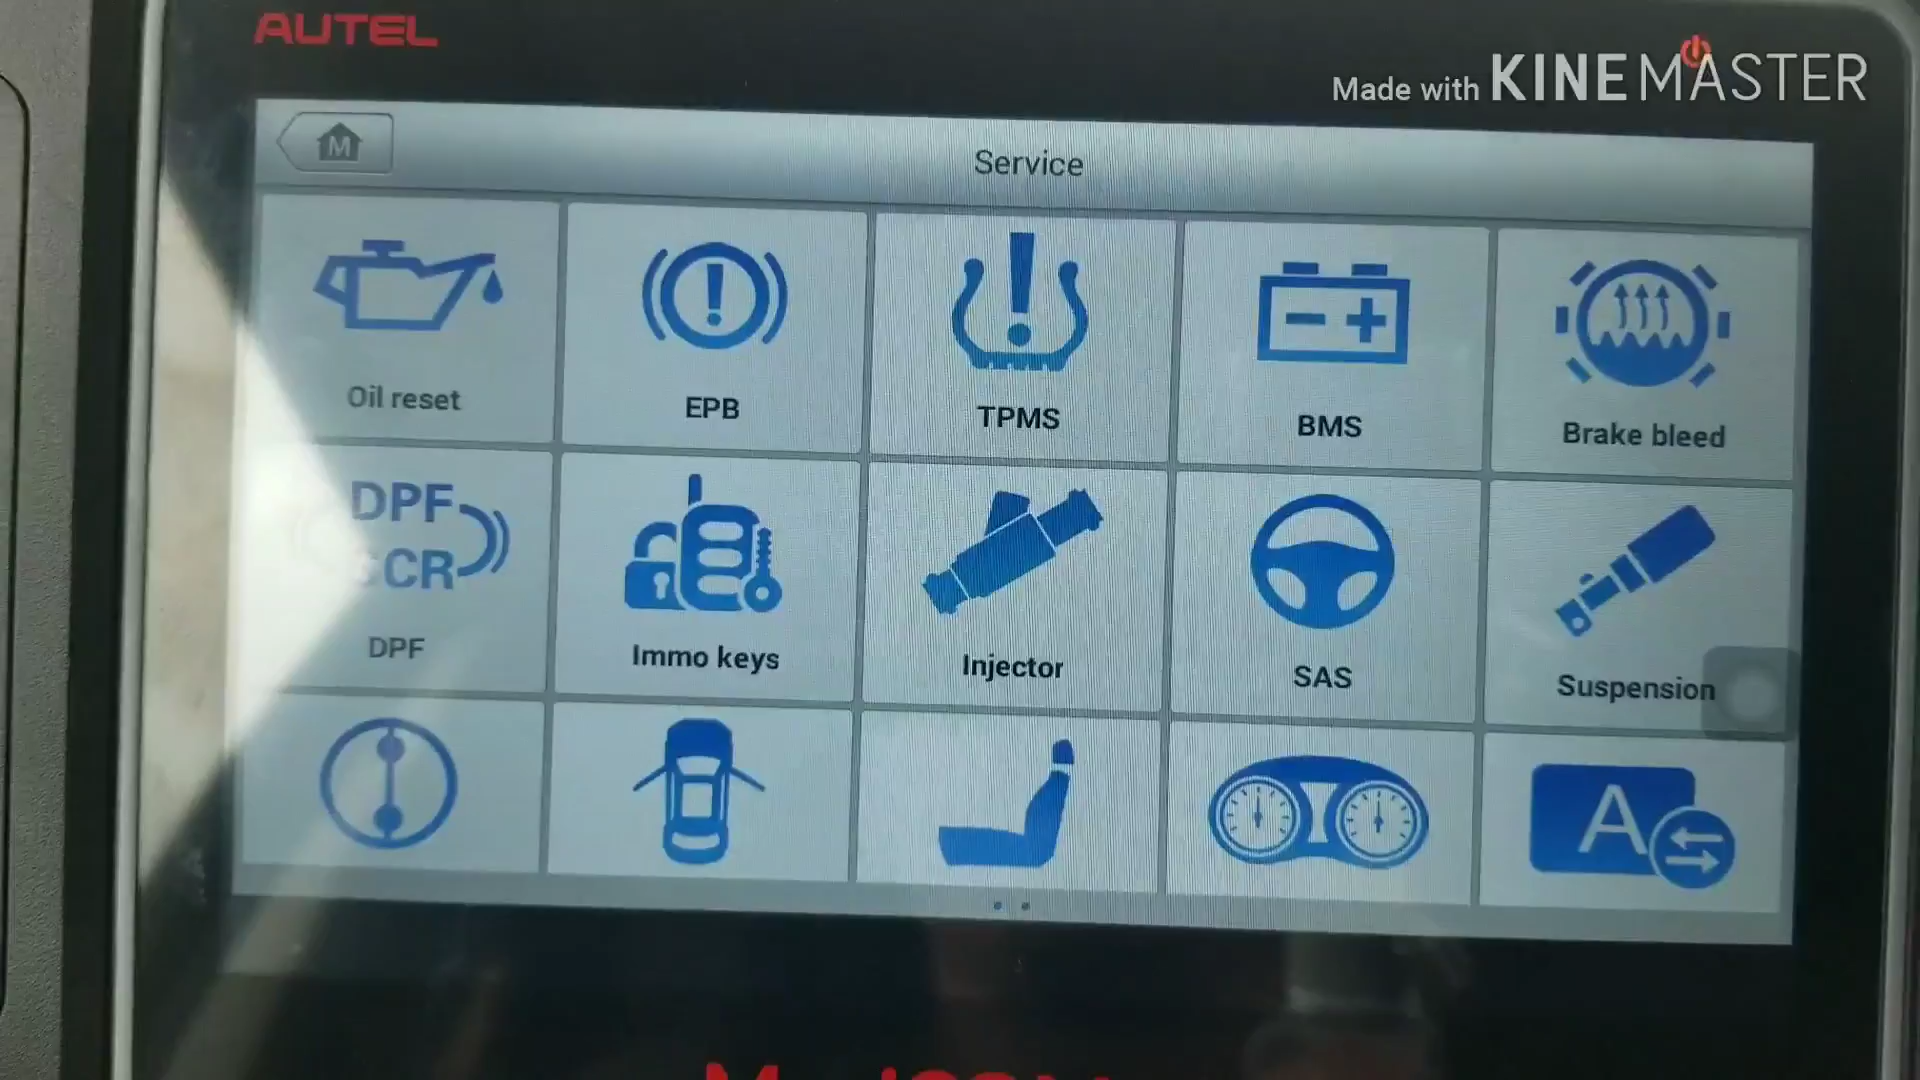 AUTEL
Made with KINEMASTER
M
Service
Oil reset
EPB
TPMS
BMS
Brake bleed
DPF
CR
DPF
Immo keys
Injector
SAS
Suspension
A